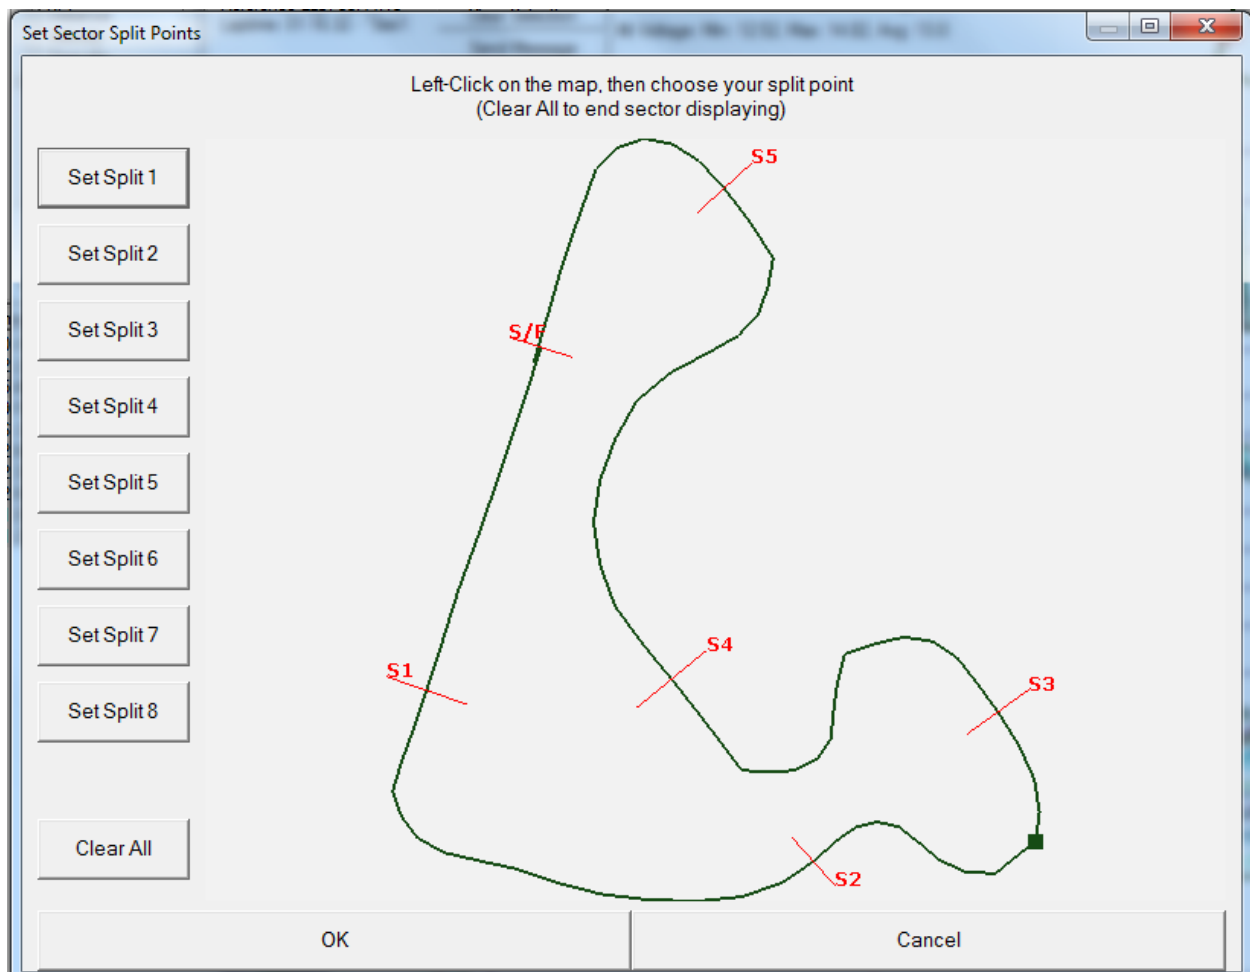 Set Sector Split Points
Left-Click on the map, then choose your split point
(Clear All to end sector displaying)
Set Split 1
Set Split 2
Set Split 3
Set Split 4
Set Split 5
Set Split 6
Set Split 7
Set Split 8
Clear All
S5
S/F
S1
S4
S3
S2
OK
Cancel